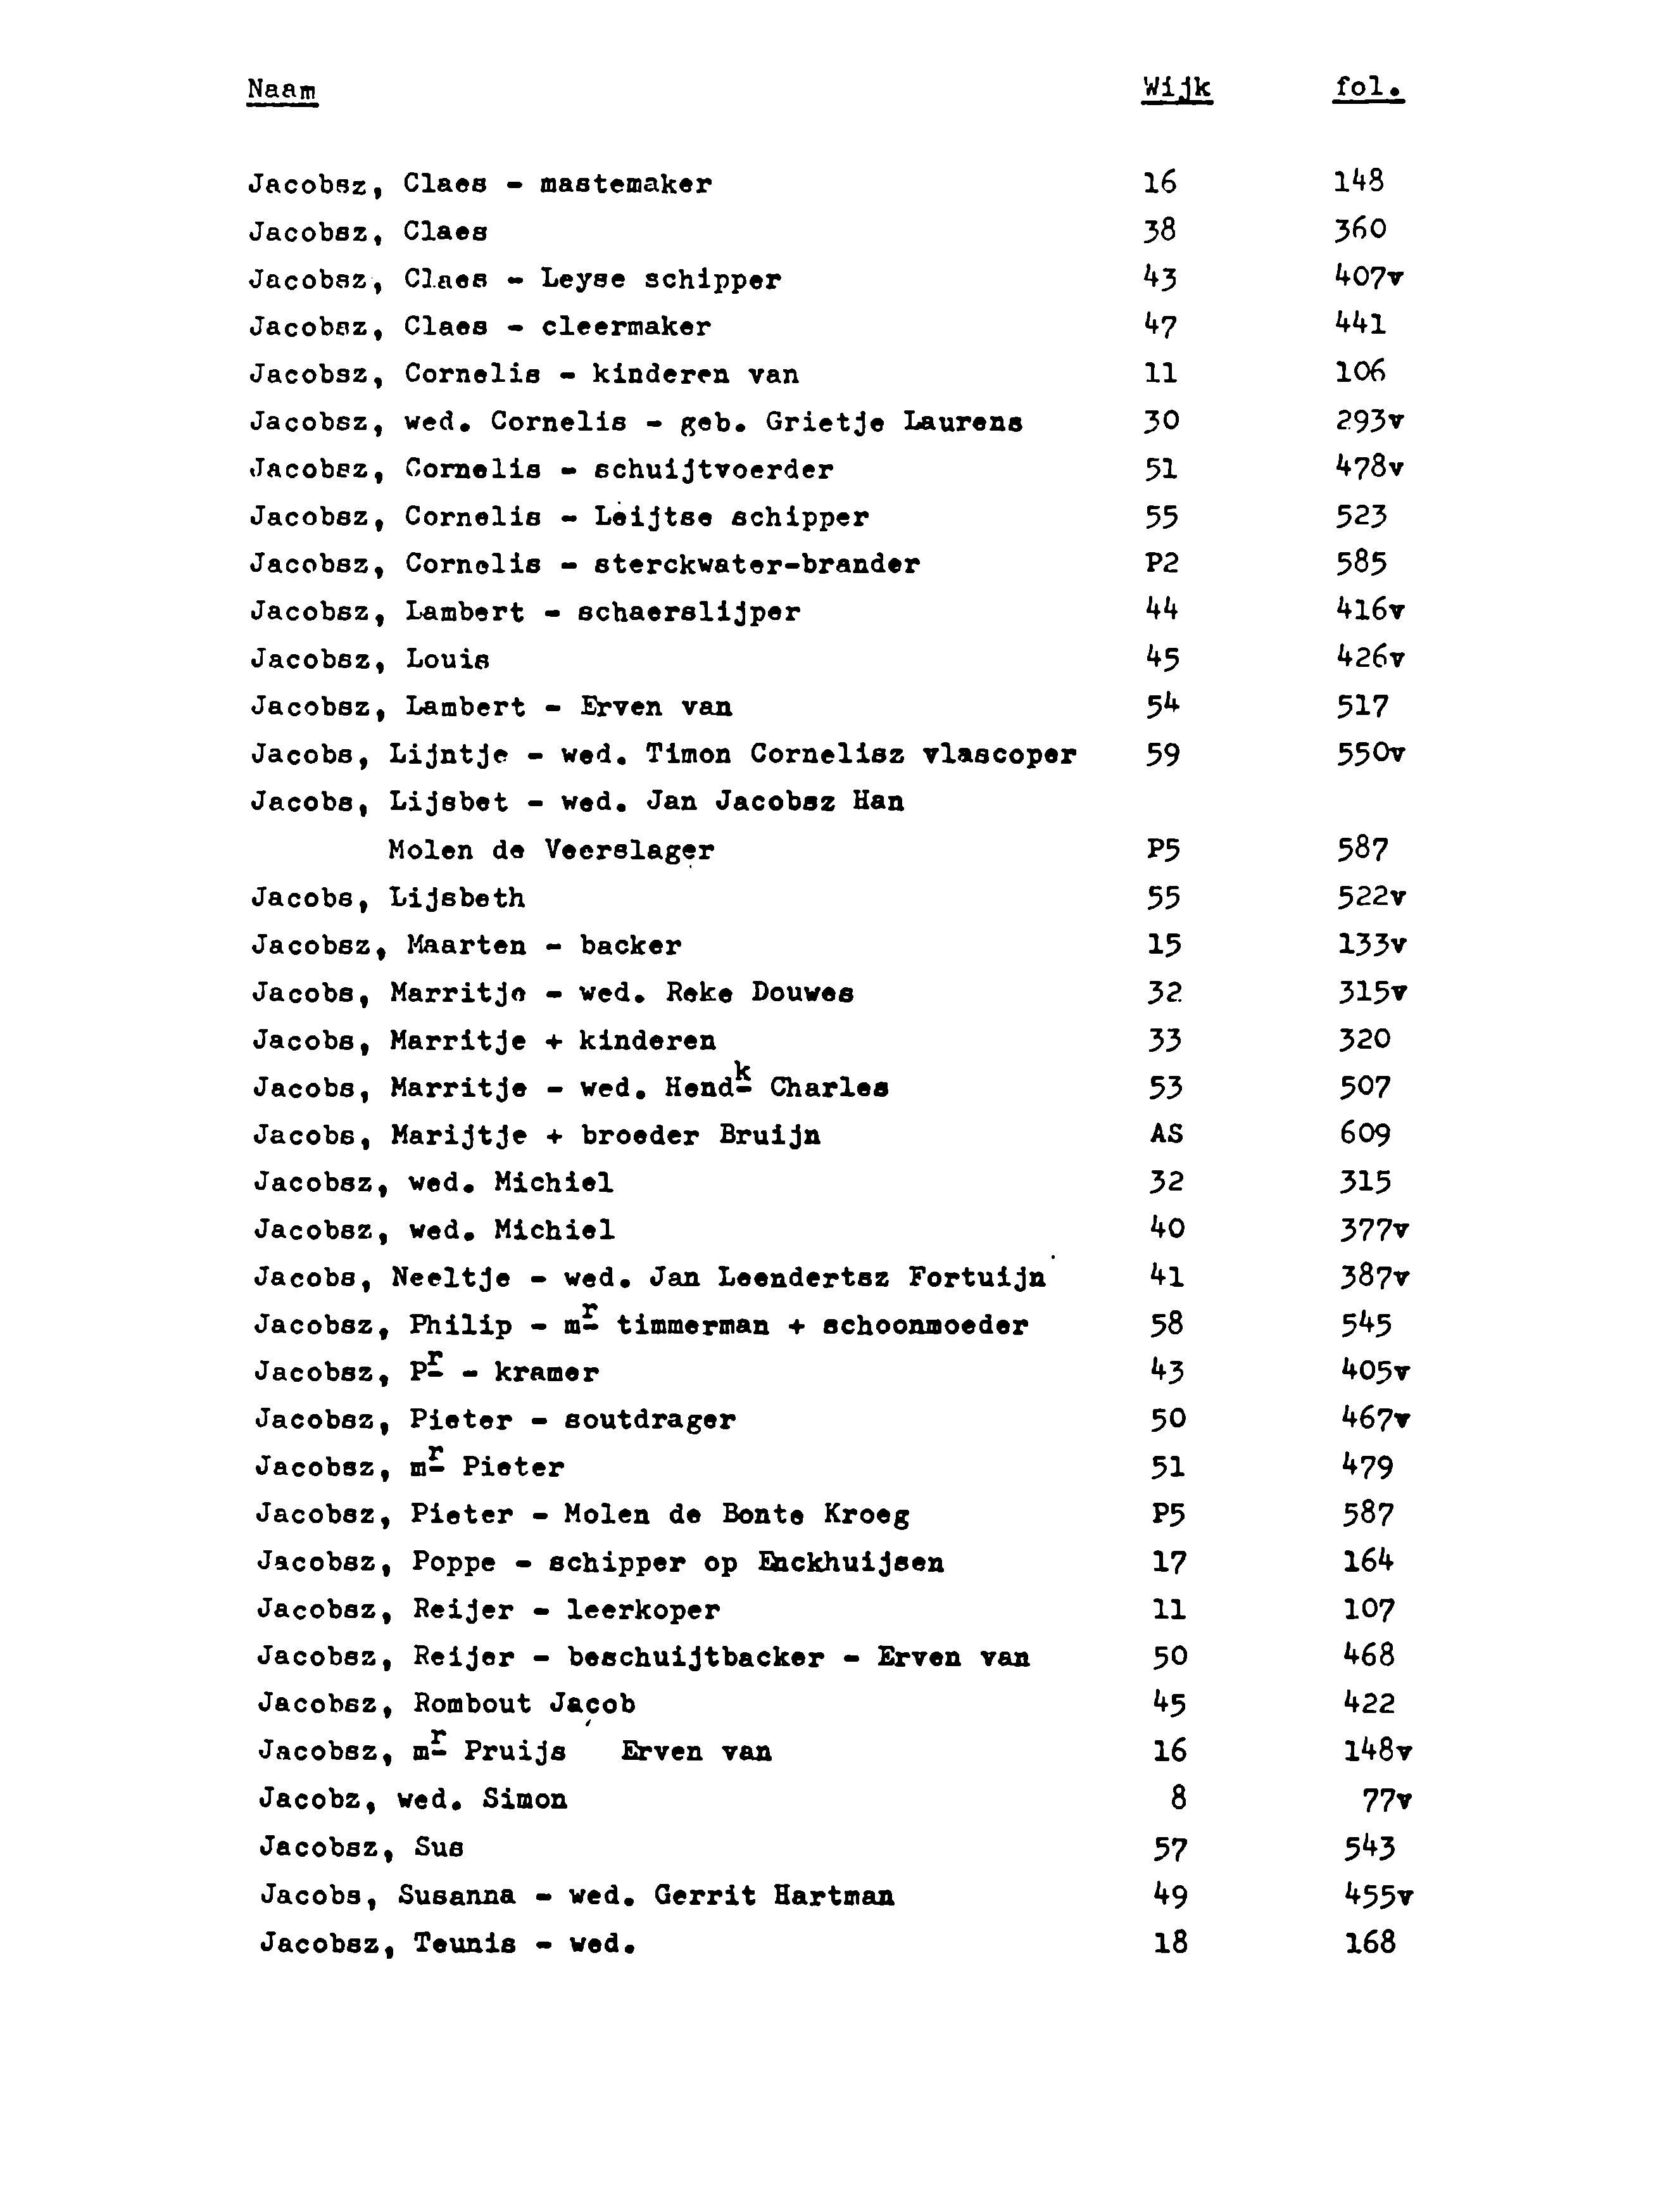 Naam Wijk fol.
Jacobsz, Claes - mastemaker 16 148
Jacobsz, Claes 38 360
Jacobsz, Claes - Leyse schipper 43 407v
Jacobsz, Claes - cleermaker 47 441
Jacobsz, Cornelis - kinderen van 11 106
Jacobsz, wed. Cornelis - geb. Grietje Laurens 30 293v
Jacobsz, Cornelis - schuijtvoerder 51 478v
Jacobsz, Cornelis - Leijtse schipper 55 523
Jacobsz, Cornelis - sterckwater-brander P2 585
Jacobsz, Lambert - schaerslijper 44 416v
Jacobsz, Louis 45 426v
Jacobsz, Lambert - Erven van 54 517
Jacobs, Lijntje - wed. Timon Cornelisz vlascoper 59 550v
Jacobs, Lijsbet - wed. Jan Jacobsz Han
Molen de Veerslager P5 587
Jacobs, Lijsbeth 55 522v
Jacobsz, Maarten - backer 15 133v
Jacobs, Marritje - wed. Reke Douwes 32 315v
Jacobs, Marritje + kinderen 33 320
Jacobs, Marritje - wed. Hendk Charles 53 507
Jacobs, Marijtje + broeder Bruijn AS 609
Jacobsz, wed. Michiel 32 315
Jacobsz, wed. Michiel 40 377v
Jacobs, Neeltje - wed. Jan Leendertsz Fortuijn 41 387v
Jacobsz, Philip - mr timmerman + schoonmoeder 58 545
Jacobsz, Pr - kramer 43 405v
Jacobsz, Pieter - soutdrager 50 467v
Jacobsz, mr Pieter 51 479
Jacobsz, Pieter - Molen de Bonte Kroeg P5 587
Jacobsz, Poppe - schipper op Enckhuijsen 17 164
Jacobsz, Reijer - leerkoper 11 107
Jacobsz, Reijer - beschuijtbacker - Erven van 50 468
Jacobsz, Rombout Jacob 45 422
Jacobsz, mr Pruijs Erven van 16 148v
Jacobz, wed. Simon 8 77v
Jacobsz, Sus 57 543
Jacobs, Susanna - wed. Gerrit Hartman 49 455v
Jacobsz, Teunis - wed. 18 168